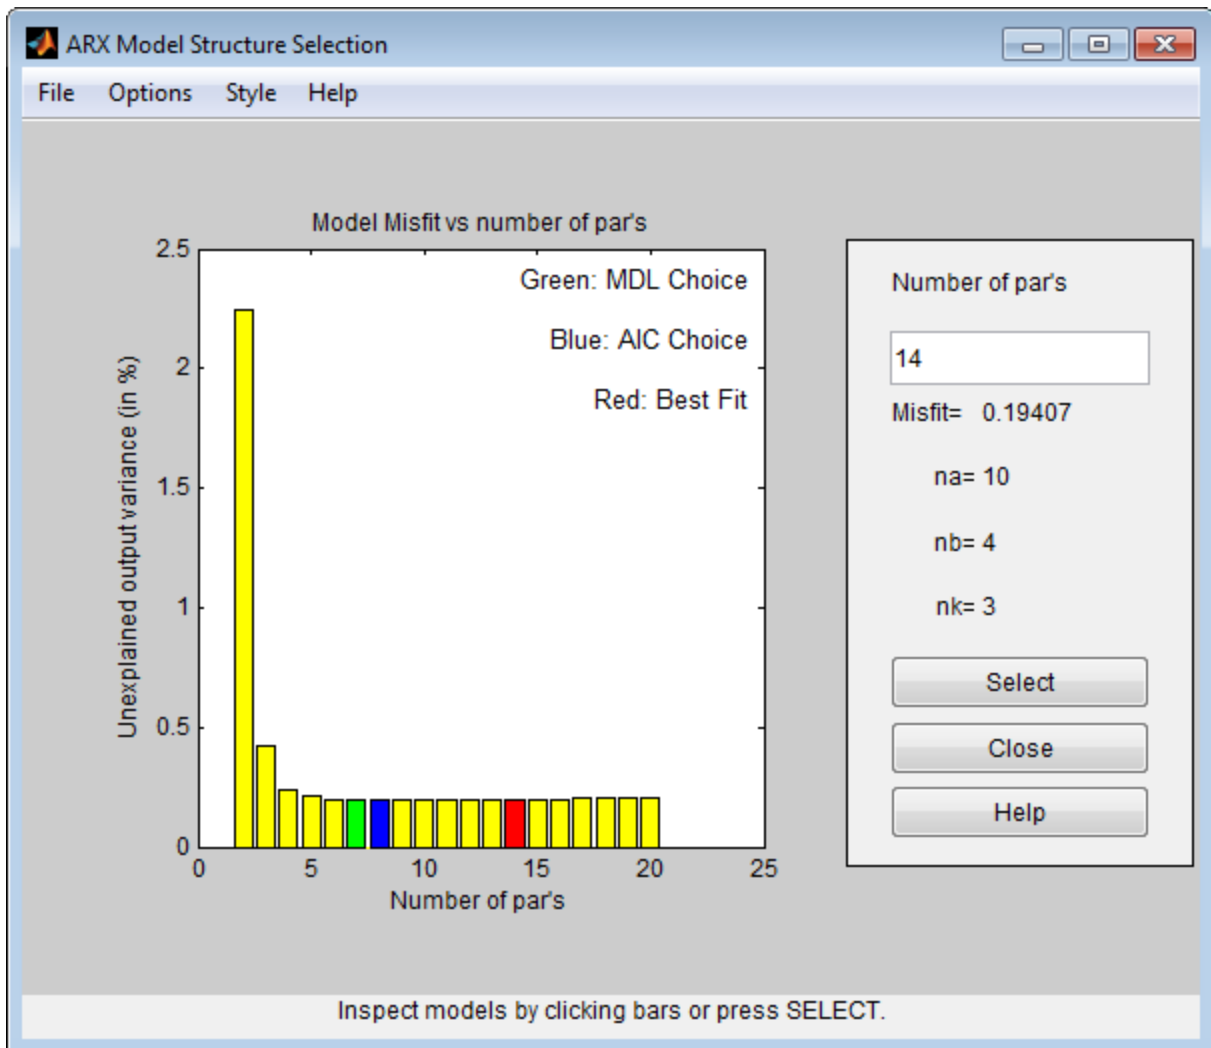 ARX Model Structure Selection
File Options Style Help
Model Misfit vs number of par's
2.5
2
1.5
1
0.5
0
Unexplained output variance (in %)
Green: MDL Choice
Blue: AIC Choice
Red: Best Fit
0 5 10 15 20 25
Number of par's
Number of par's
14
Misfit= 0.19407
na= 10
nb= 4
nk= 3
Select
Close
Help
Inspect models by clicking bars or press SELECT.